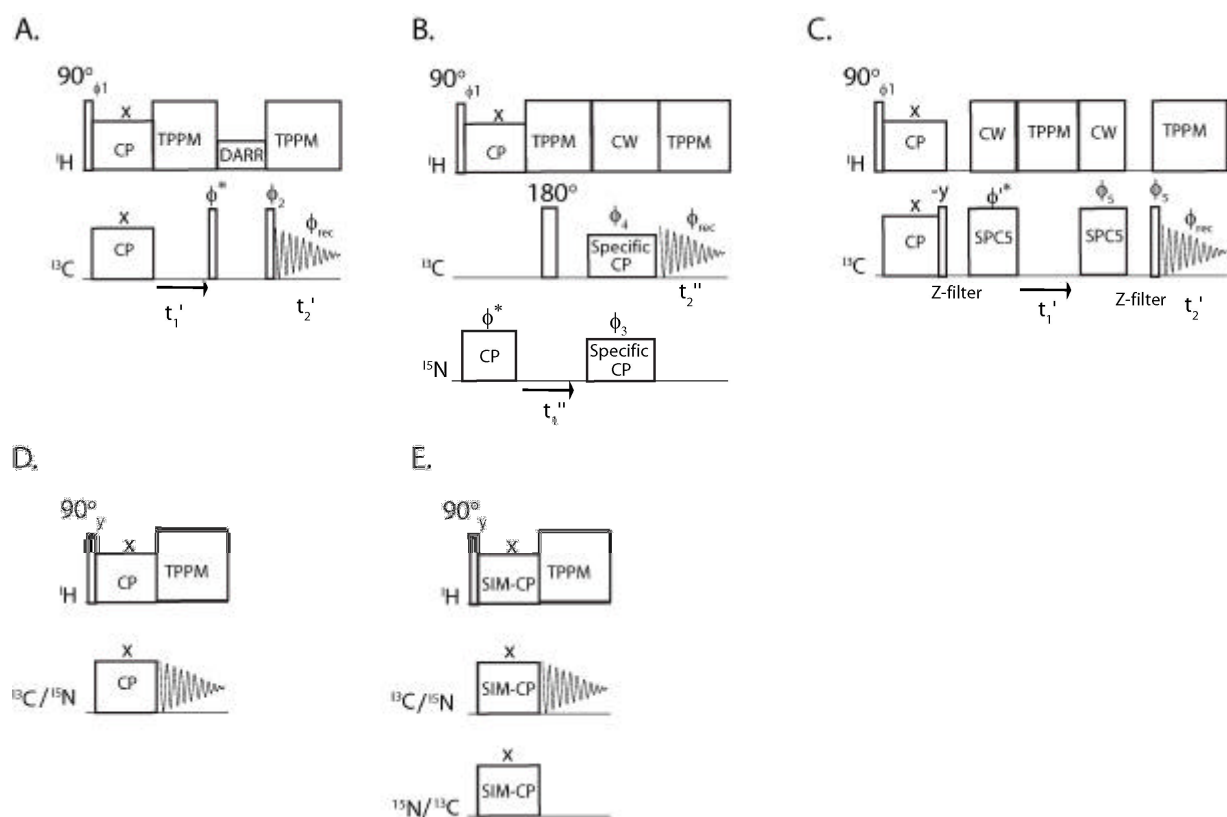 A. B. C.
90° ϕ1 90° ϕ1 90° ϕ1
x x x
CP TPPM DARR TPPM CP TPPM CW TPPM CP CW TPPM CW TPPM
¹H ¹H ¹H
ϕ* ϕ₂ ϕrec 180° ϕ₄ ϕrec -y ϕ'* ϕ₅ ϕ₅ ϕrec
x x
CP Specific CP CP SPC5 SPC5
¹³C ¹³C ¹³C
t₁' t₂' t₂'' Z-filter t₁' Z-filter t₂'
ϕ* ϕ₃
CP Specific CP
¹⁵N
t₁''
D. E.
90° y 90° y
x x
CP TPPM SIM-CP TPPM
¹H ¹H
x x
CP SIM-CP
¹³C/¹⁵N ¹³C/¹⁵N
x
SIM-CP
¹⁵N/¹³C